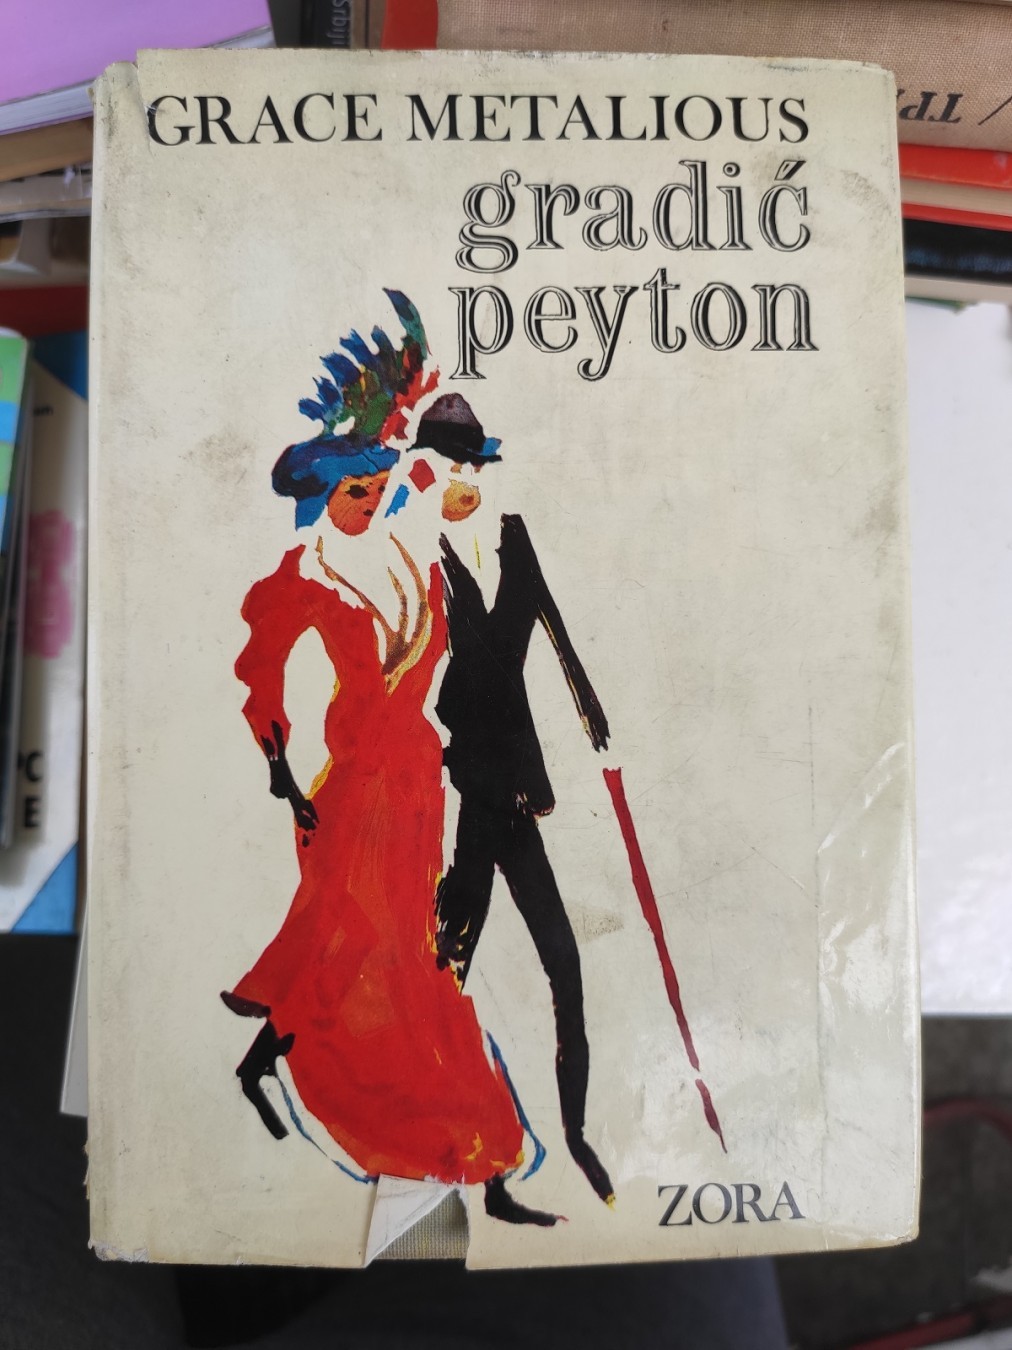 GRACE METALIOUS
gradić
peyton
ZORA